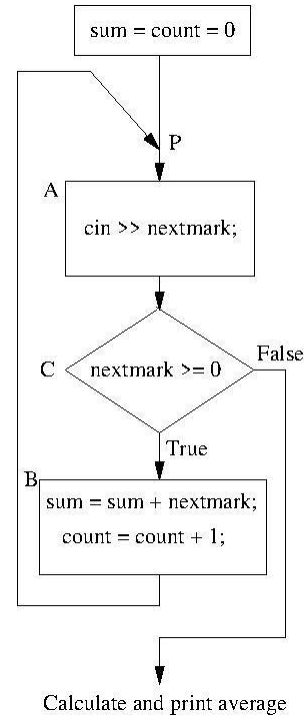 sum = count = 0
P
A
cin >> nextmark;
C
nextmark >= 0
False
True
B
sum = sum + nextmark;
count = count + 1;
Calculate and print average